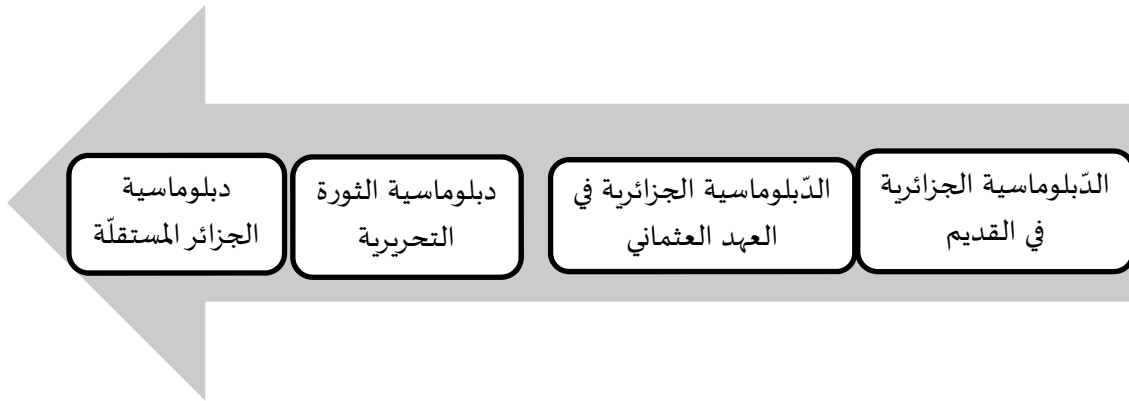 الدّبلوماسية الجزائرية
في القديم
الدّبلوماسية الجزائرية في
العهد العثماني
دبلوماسية الثورة
التحريرية
دبلوماسية
الجزائر المستقلّة